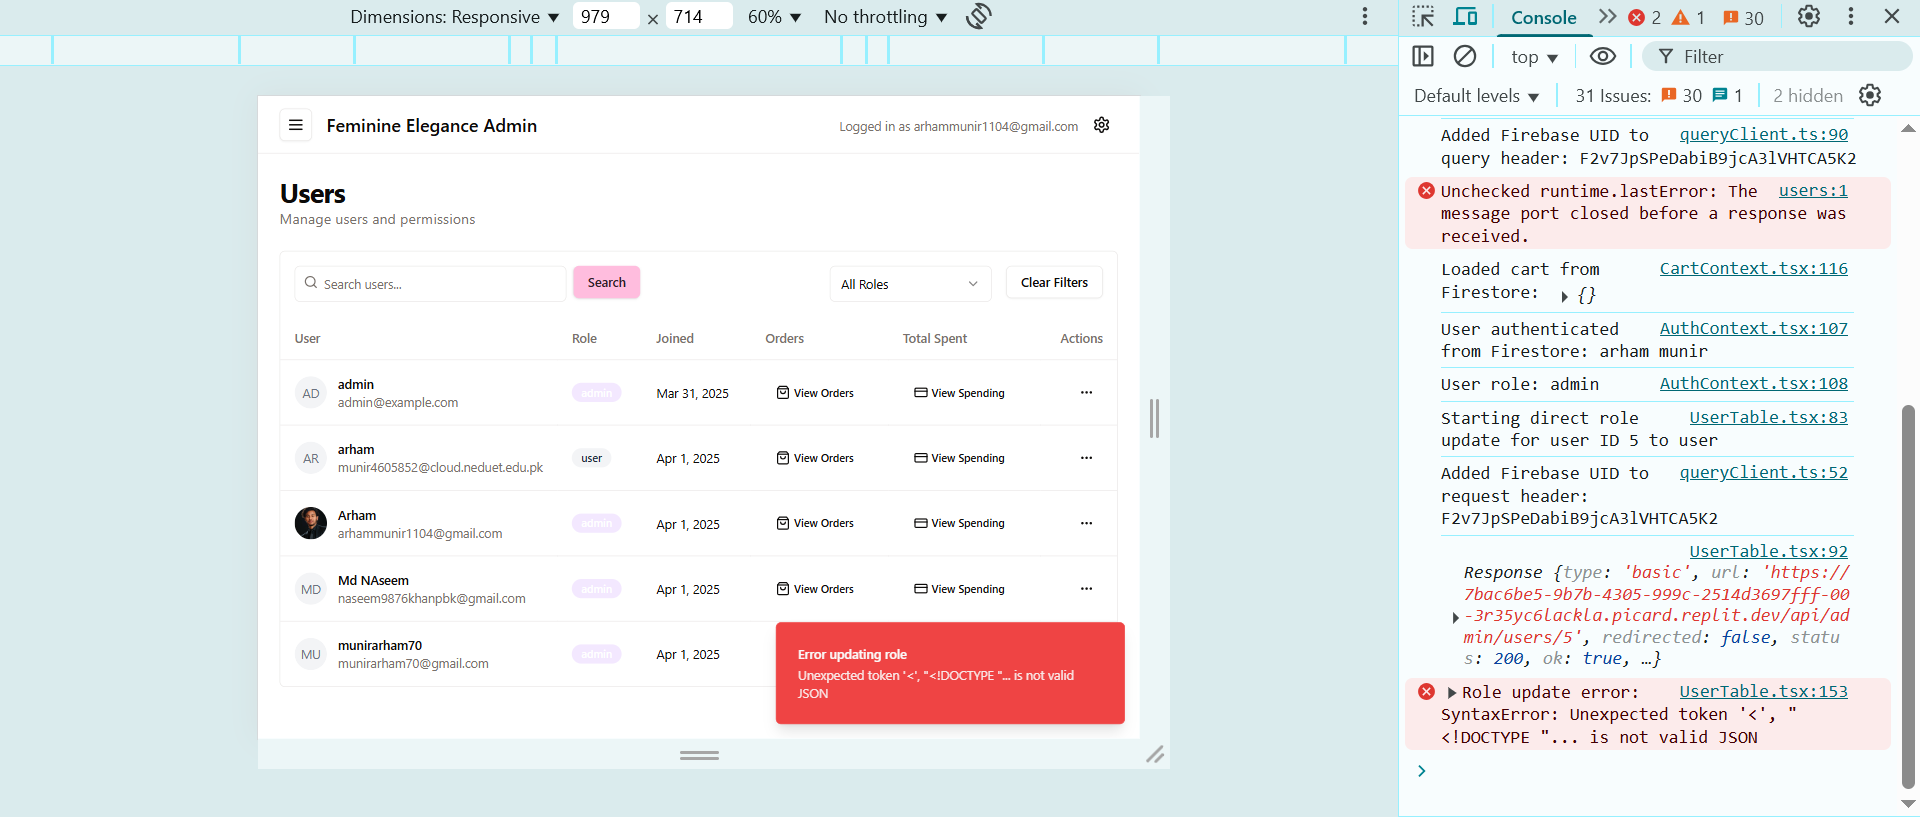 Dimensions: Responsive ▼ 979 × 714 60% ▼ No throttling ▼
Console 2 1 30
top ▼ Filter
Default levels ▼ 31 Issues: 30 1 2 hidden
Feminine Elegance Admin
Logged in as arhammunir1104@gmail.com
Users
Manage users and permissions
Search users...
Search
All Roles
Clear Filters
User Role Joined Orders Total Spent Actions
AD
admin
admin@example.com
admin
Mar 31, 2025
View Orders
View Spending
...
AR
arham
munir4605852@cloud.neduet.edu.pk
user
Apr 1, 2025
View Orders
View Spending
...
Arham
arhammunir1104@gmail.com
admin
Apr 1, 2025
View Orders
View Spending
...
MD
Md NAseem
naseem9876khanpbk@gmail.com
admin
Apr 1, 2025
View Orders
View Spending
...
MU
munirarham70
munirarham70@gmail.com
admin
Apr 1, 2025
Error updating role
Unexpected token '<', "<!DOCTYPE "... is not valid
JSON
Added Firebase UID to queryClient.ts:90
query header: F2v7JpSPeDabiB9jcA3lVHTCA5K2
Unchecked runtime.lastError: The users:1
message port closed before a response was
received.
Loaded cart from CartContext.tsx:116
Firestore: ▶ {}
User authenticated AuthContext.tsx:107
from Firestore: arham munir
User role: admin AuthContext.tsx:108
Starting direct role UserTable.tsx:83
update for user ID 5 to user
Added Firebase UID to queryClient.ts:52
request header:
F2v7JpSPeDabiB9jcA3lVHTCA5K2
UserTable.tsx:92
Response {type: 'basic', url: 'https://
7bac6be5-9b7b-4305-999c-2514d3697fff-00
-3r35yc6lackla.picard.replit.dev/api/ad
min/users/5', redirected: false, statu
s: 200, ok: true, …}
▶ Role update error: UserTable.tsx:153
SyntaxError: Unexpected token '<', "
<!DOCTYPE "... is not valid JSON